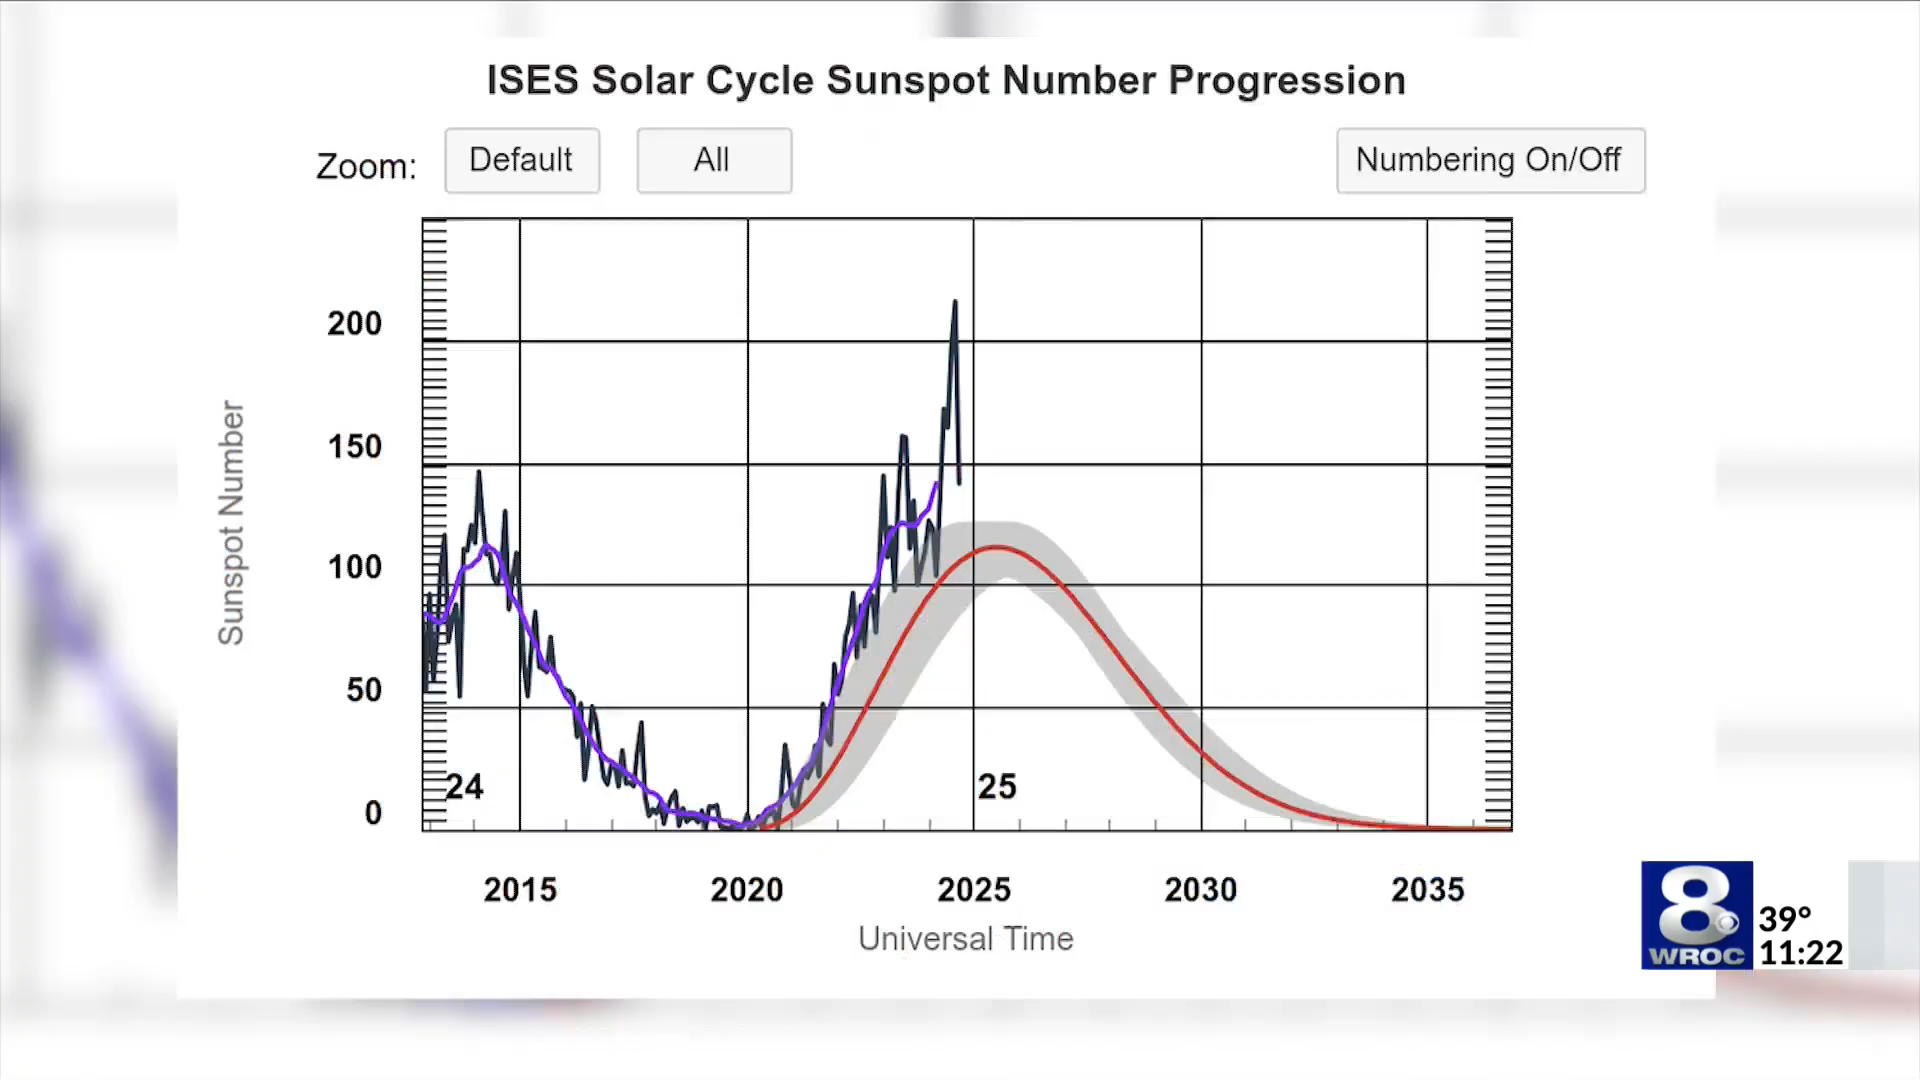 ISES Solar Cycle Sunspot Number Progression
Zoom: Default All Numbering On/Off
Sunspot Number
200
150
100
50
0
24
25
2015 2020 2025 2030 2035
Universal Time
8
WROC
39°
11:22